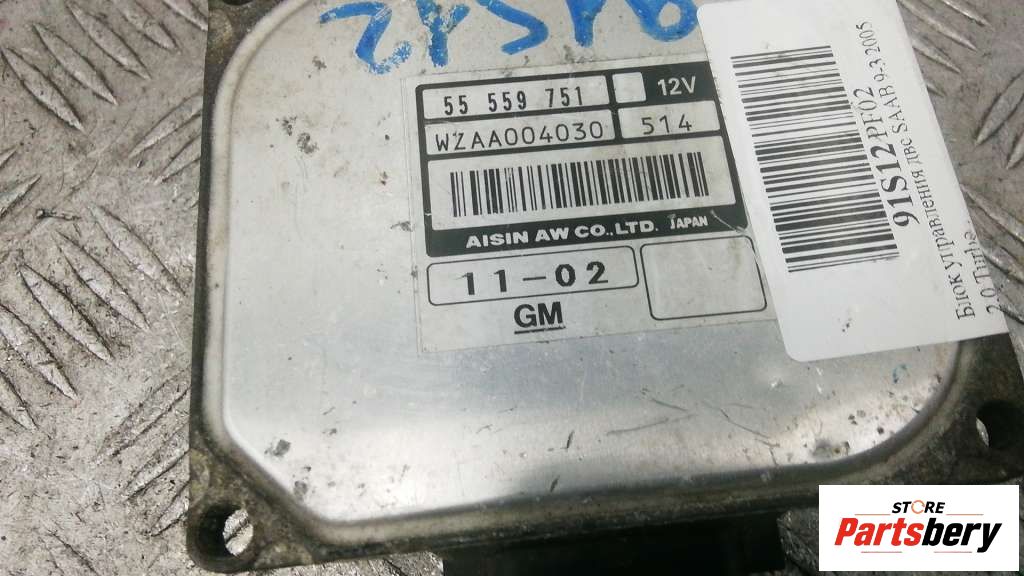 91S12
55 559 751
12V
WZAA004030
514
AISIN AW CO.,LTD. JAPAN
11-02
GM
91S12PF02
Блок управления ДВС SAAB 9-3 2005
2.0 Turbo
STORE
Partsbery